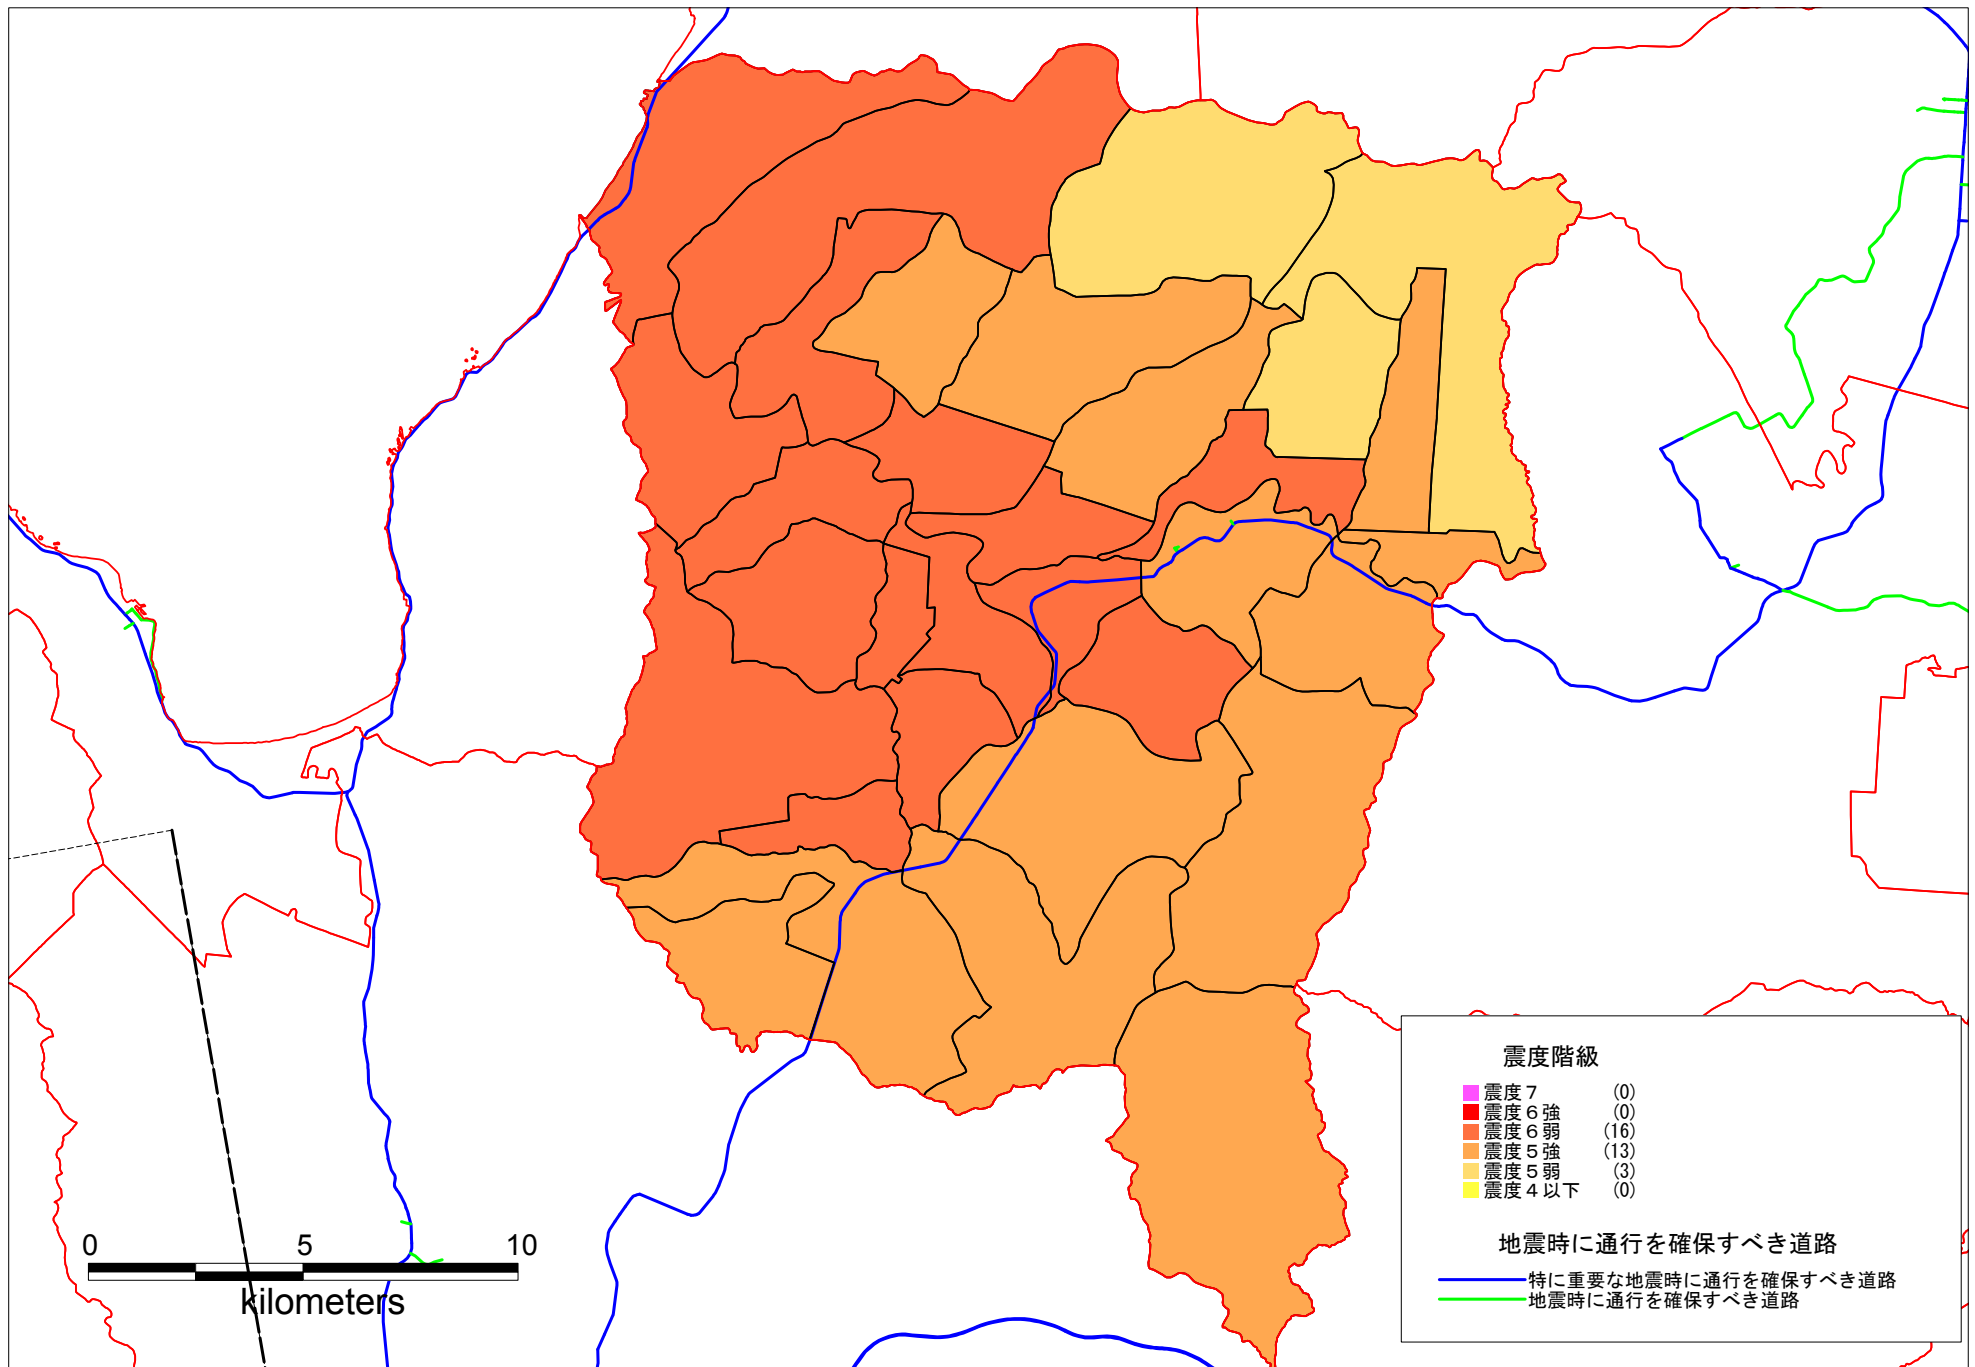 震度階級
震度７ (0)
震度６強 (0)
震度６弱 (16)
震度５強 (13)
震度５弱 (3)
震度４以下 (0)
地震時に通行を確保すべき道路
特に重要な地震時に通行を確保すべき道路
地震時に通行を確保すべき道路
0 5 10
kilometers